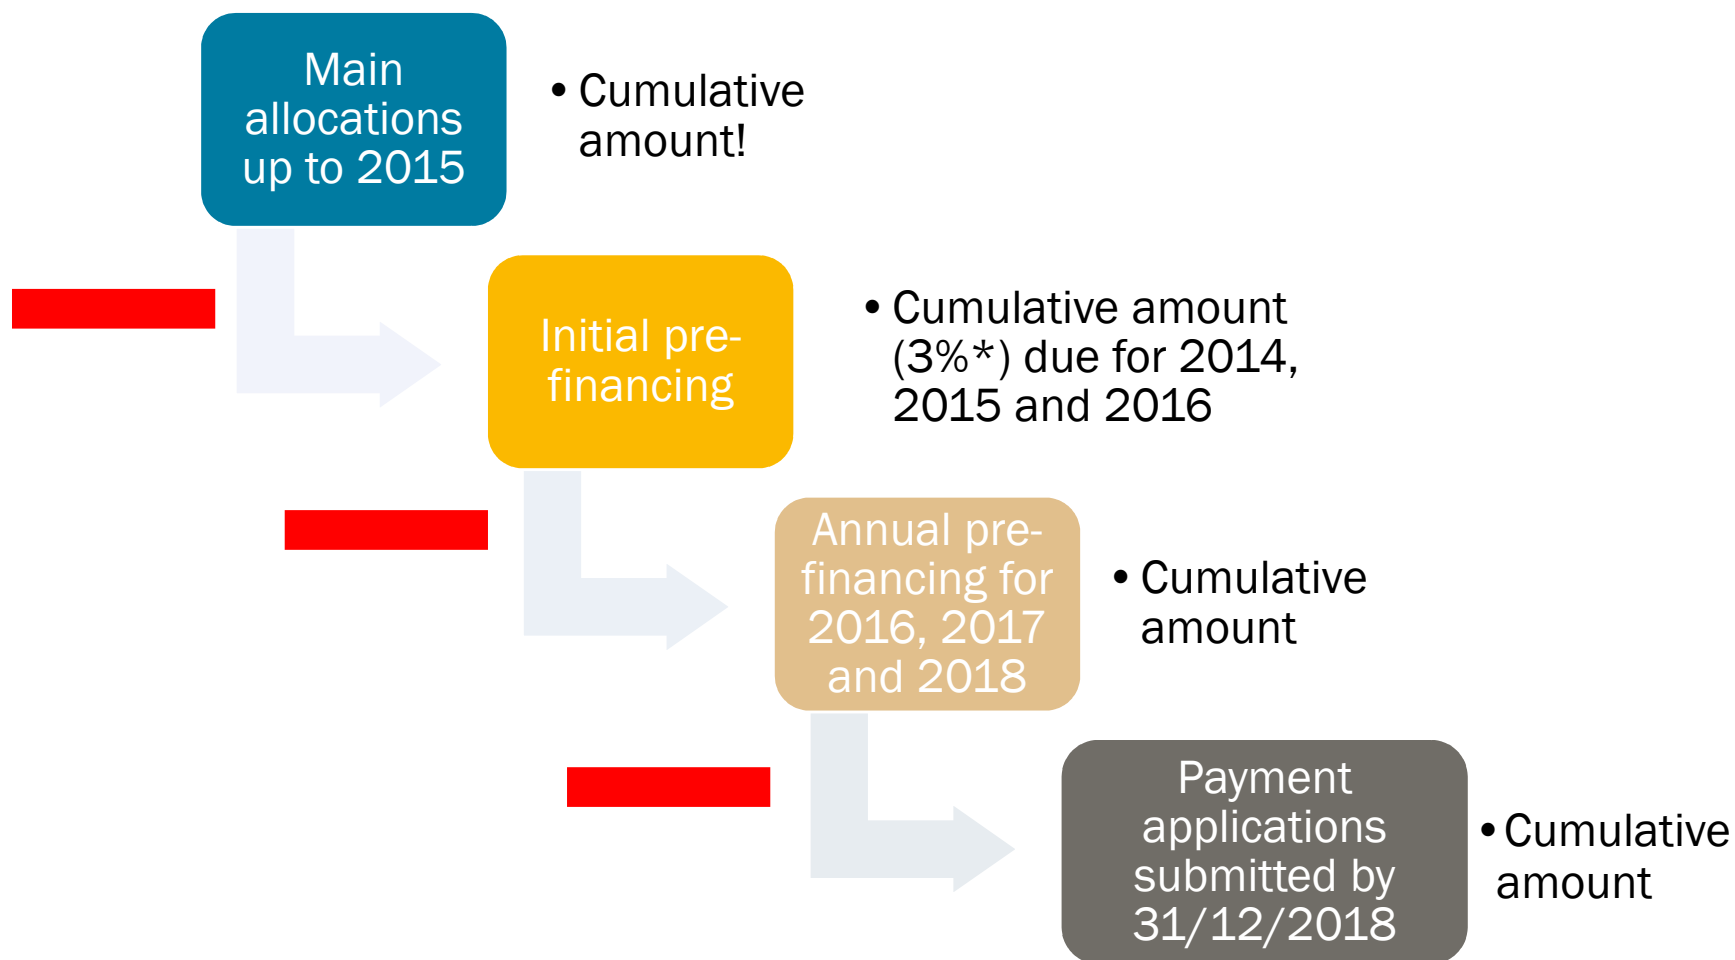 Main
allocations
up to 2015
• Cumulative
amount!
Initial pre-
financing
• Cumulative amount
(3%*) due for 2014,
2015 and 2016
Annual pre-
financing for
2016, 2017
and 2018
• Cumulative
amount
Payment
applications
submitted by
31/12/2018
• Cumulative
amount